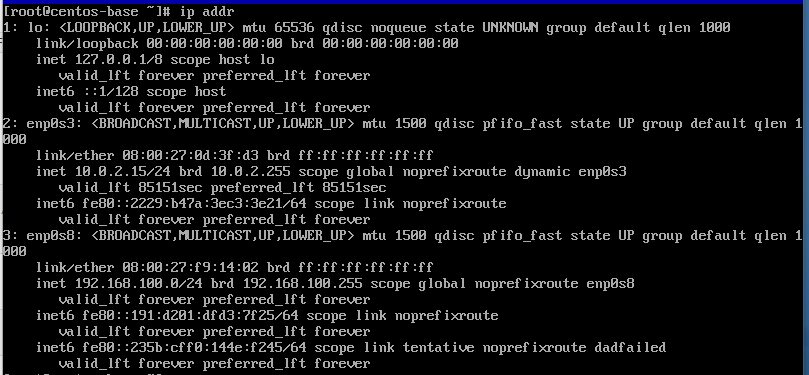 [root@centos-base ~]# ip addr
1: lo: <LOOPBACK,UP,LOWER_UP> mtu 65536 qdisc noqueue state UNKNOWN group default qlen 1000
    link/loopback 00:00:00:00:00:00 brd 00:00:00:00:00:00
    inet 127.0.0.1/8 scope host lo
       valid_lft forever preferred_lft forever
    inet6 ::1/128 scope host
       valid_lft forever preferred_lft forever
2: enp0s3: <BROADCAST,MULTICAST,UP,LOWER_UP> mtu 1500 qdisc pfifo_fast state UP group default qlen 1
000
    link/ether 08:00:27:0d:3f:d3 brd ff:ff:ff:ff:ff:ff
    inet 10.0.2.15/24 brd 10.0.2.255 scope global noprefixroute dynamic enp0s3
       valid_lft 85151sec preferred_lft 85151sec
    inet6 fe80::2229:b47a:3ec3:3e21/64 scope link noprefixroute
       valid_lft forever preferred_lft forever
3: enp0s8: <BROADCAST,MULTICAST,UP,LOWER_UP> mtu 1500 qdisc pfifo_fast state UP group default qlen 1
000
    link/ether 08:00:27:f9:14:02 brd ff:ff:ff:ff:ff:ff
    inet 192.168.100.0/24 brd 192.168.100.255 scope global noprefixroute enp0s8
       valid_lft forever preferred_lft forever
    inet6 fe80::191:d201:dfd3:7f25/64 scope link noprefixroute
       valid_lft forever preferred_lft forever
    inet6 fe80::235b:cff0:144e:f245/64 scope link tentative noprefixroute dadfailed
       valid_lft forever preferred_lft forever